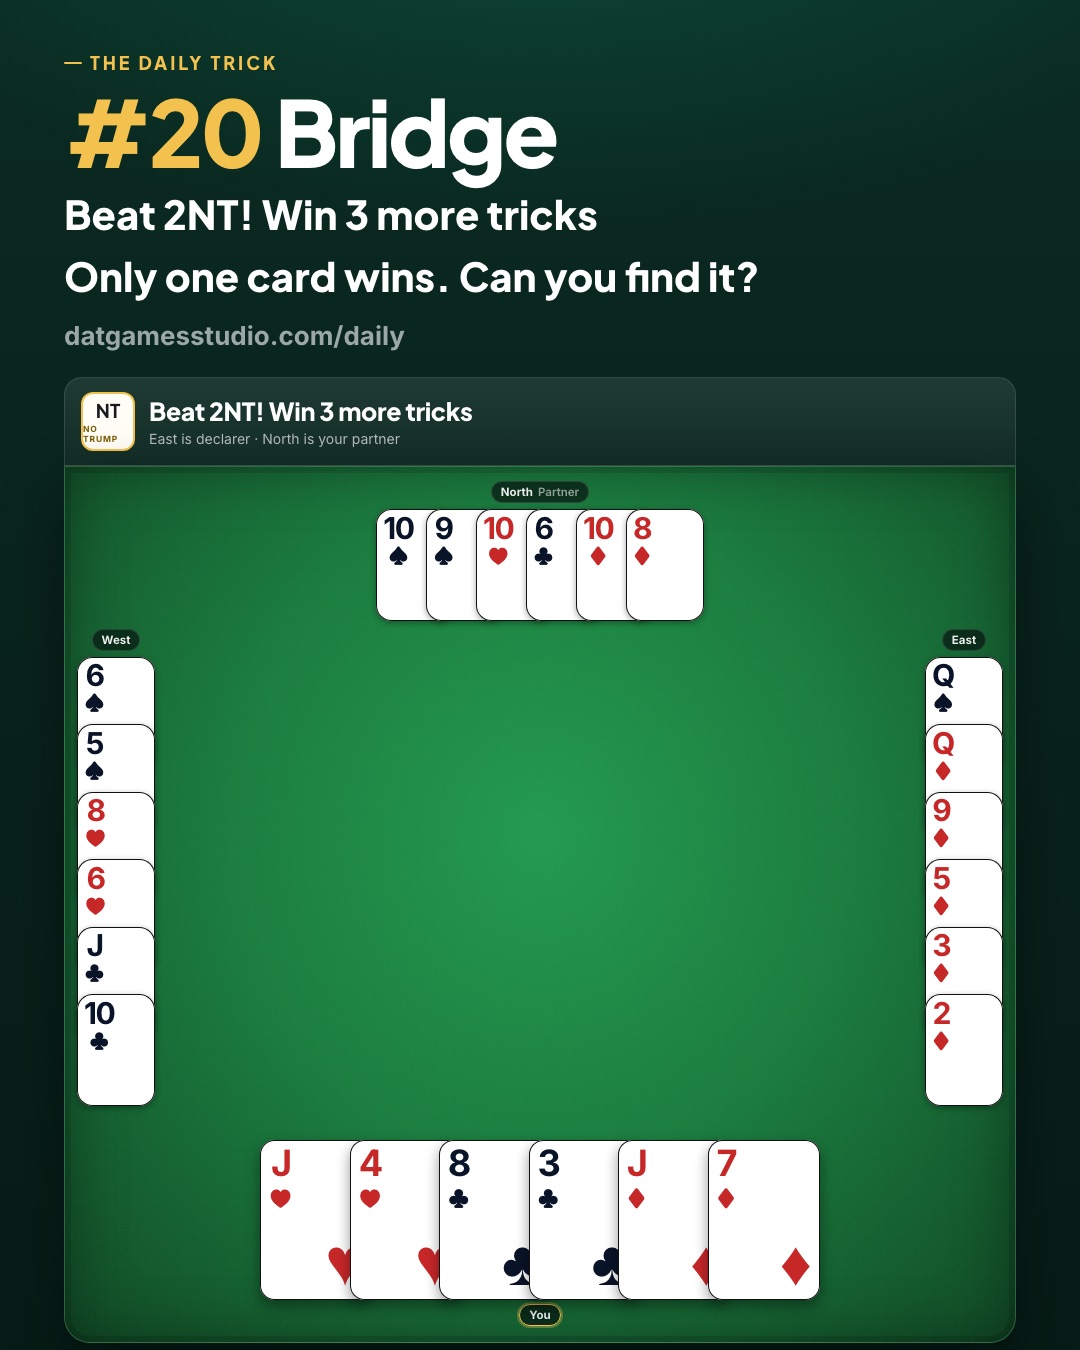 — THE DAILY TRICK
#20 Bridge
Beat 2NT! Win 3 more tricks
Only one card wins. Can you find it?
datgamesstudio.com/daily
NT
NO TRUMP
Beat 2NT! Win 3 more tricks
East is declarer · North is your partner
North Partner
10♠ 9♠ 10♥ 6♣ 10♦ 8♦
West
6♠
5♠
8♥
6♥
J♣
10♣
East
Q♠
Q♦
9♦
5♦
3♦
2♦
J♥ 4♥ 8♣ 3♣ J♦ 7♦
You